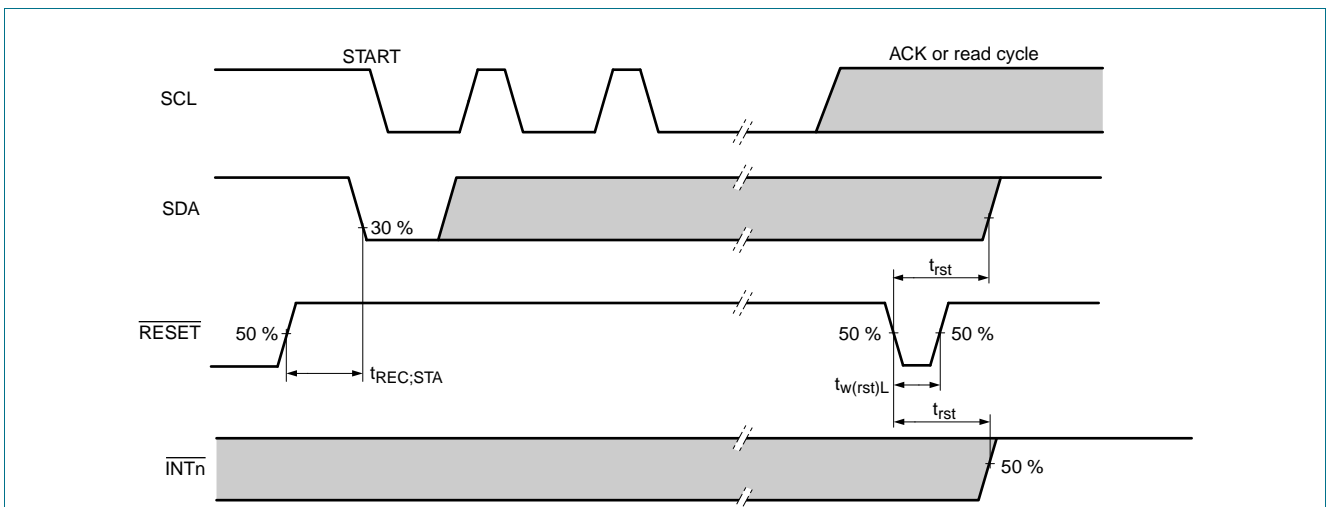 START
ACK or read cycle
SCL
SDA
30 %
t_rst
RESET
50 %
50 %
50 %
t_REC;STA
t_w(rst)L
t_rst
INTn
50 %